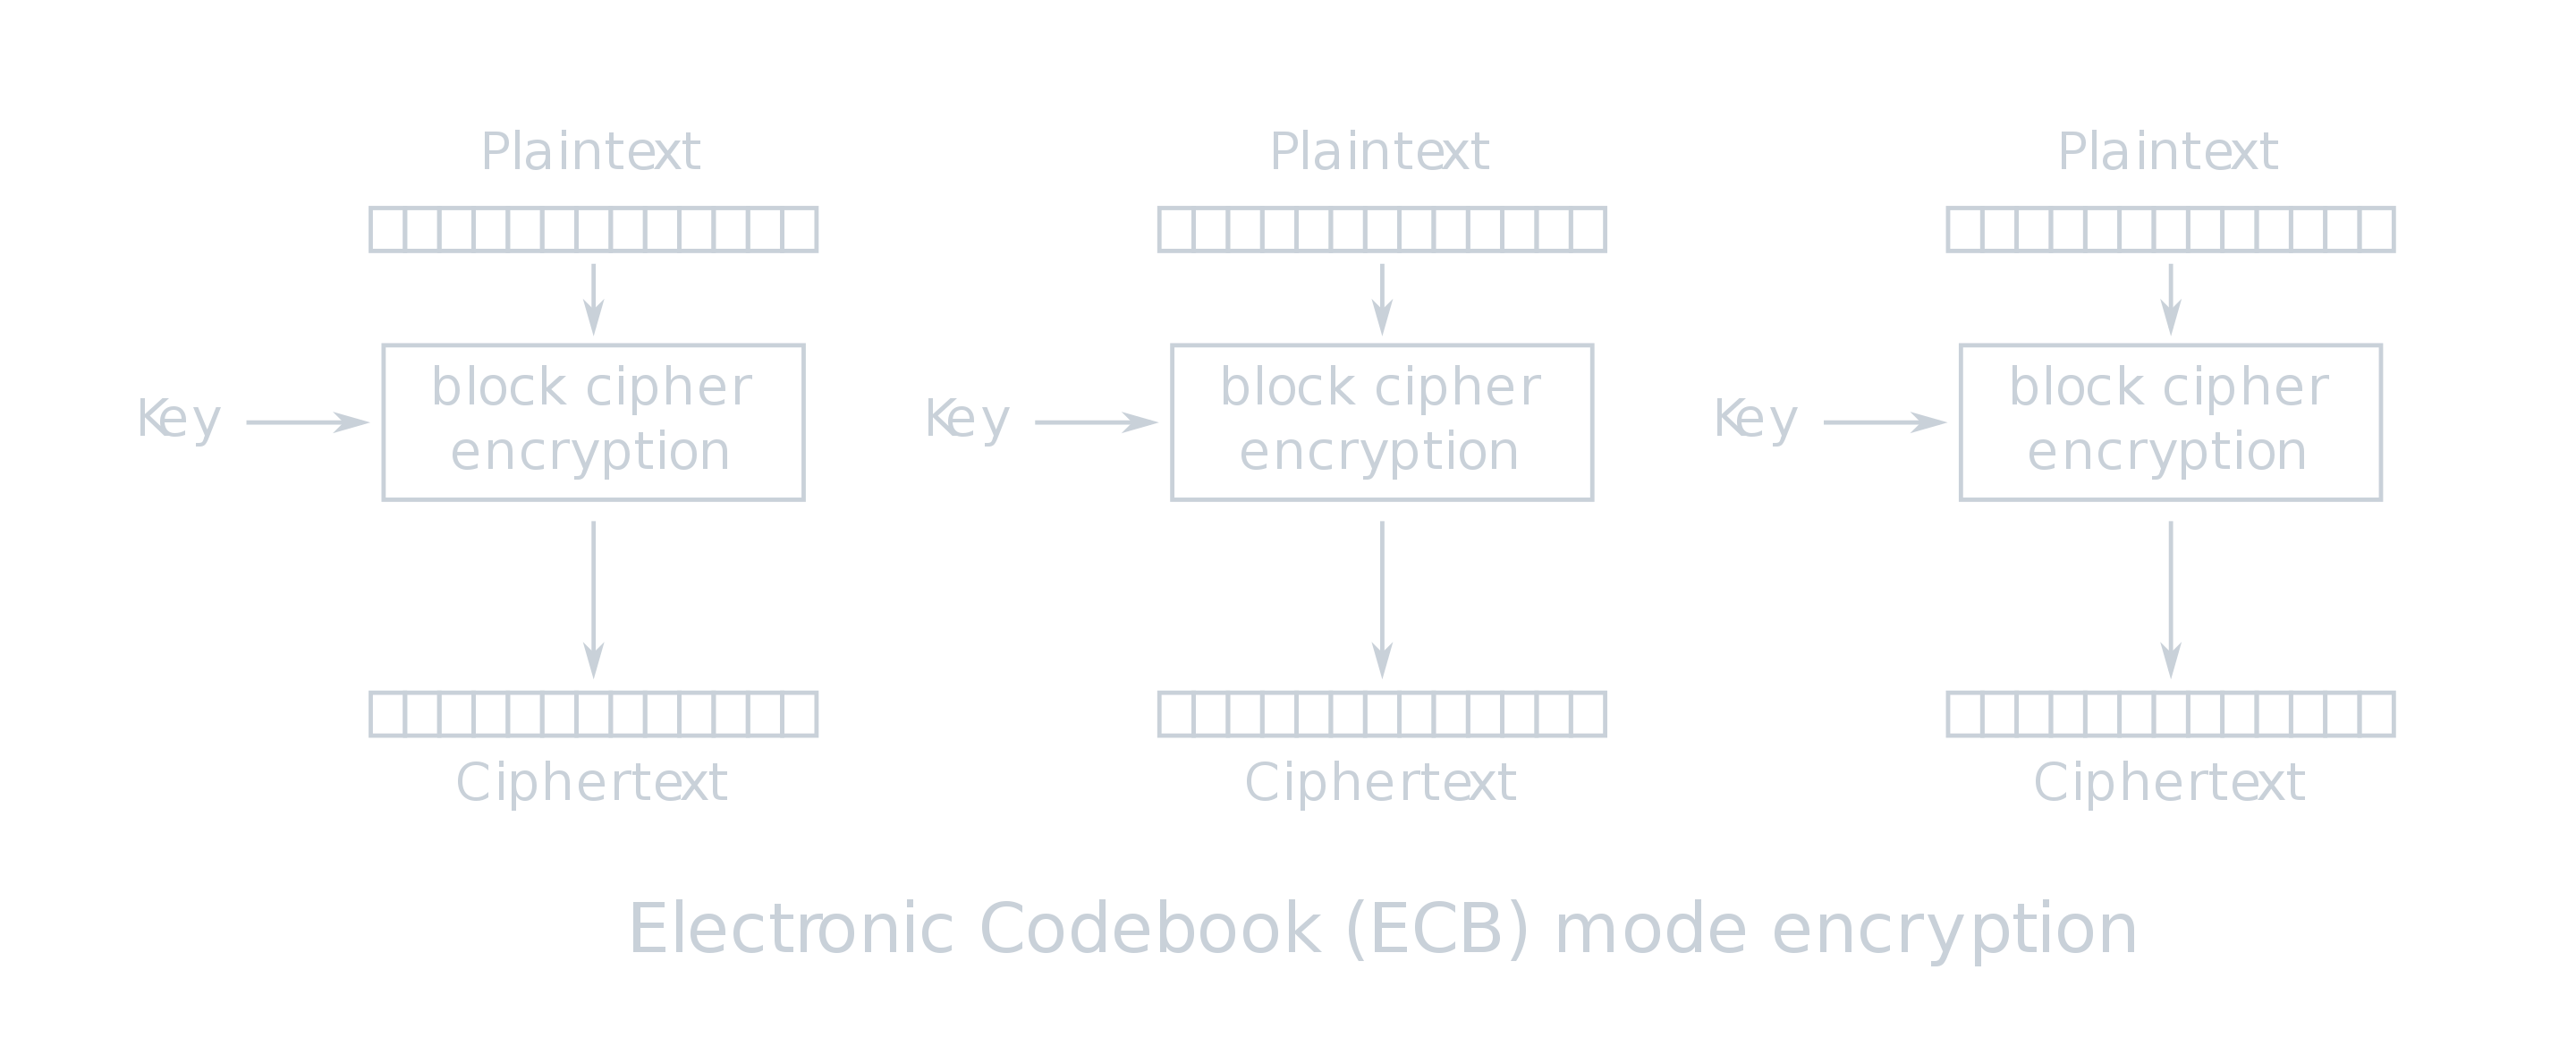 Plaintext
Plaintext
Plaintext
Key
block cipher
encryption
Key
block cipher
encryption
Key
block cipher
encryption
Ciphertext
Ciphertext
Ciphertext
Electronic Codebook (ECB) mode encryption